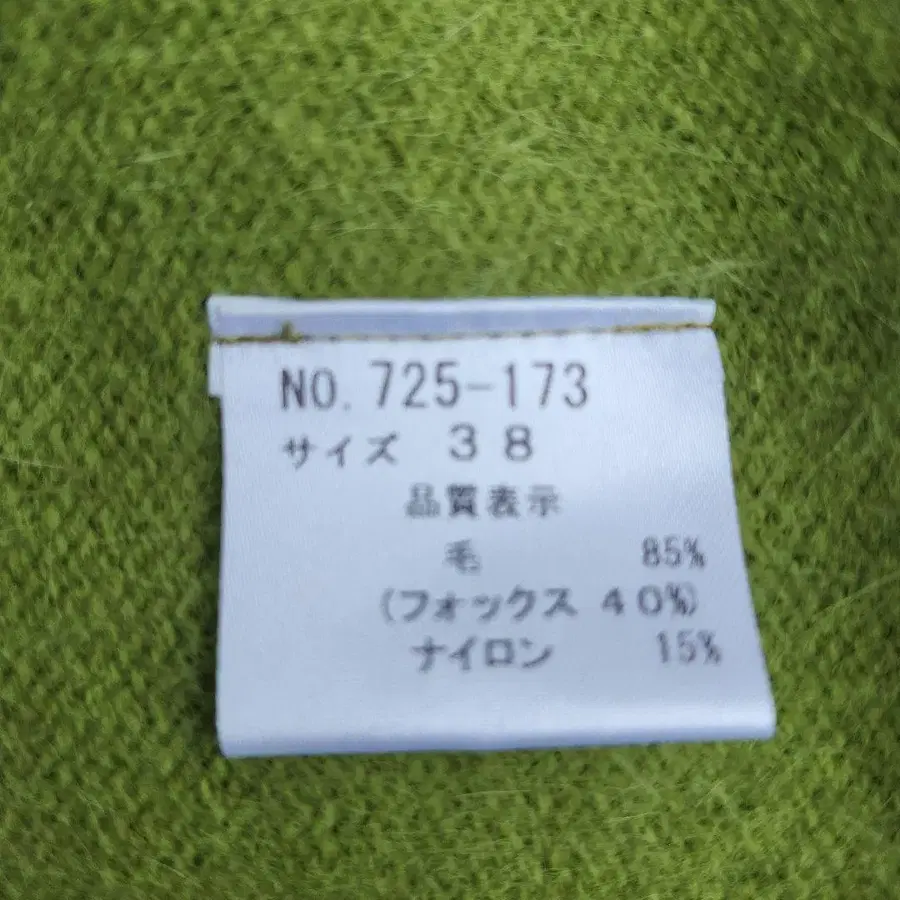 NO. 725-173
サイズ 38
品質表示
毛 85%
(フォックス 40%)
ナイロン 15%